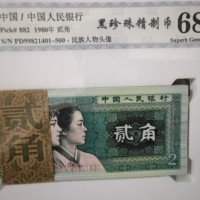 中国 / 中国人民银行
Pick# 882 1980年 贰角
S/N PD99821401-500 - 民族人物头像
黑珍珠精制币
68
Superb Gem
中国人民银行
贰角
贰角
2